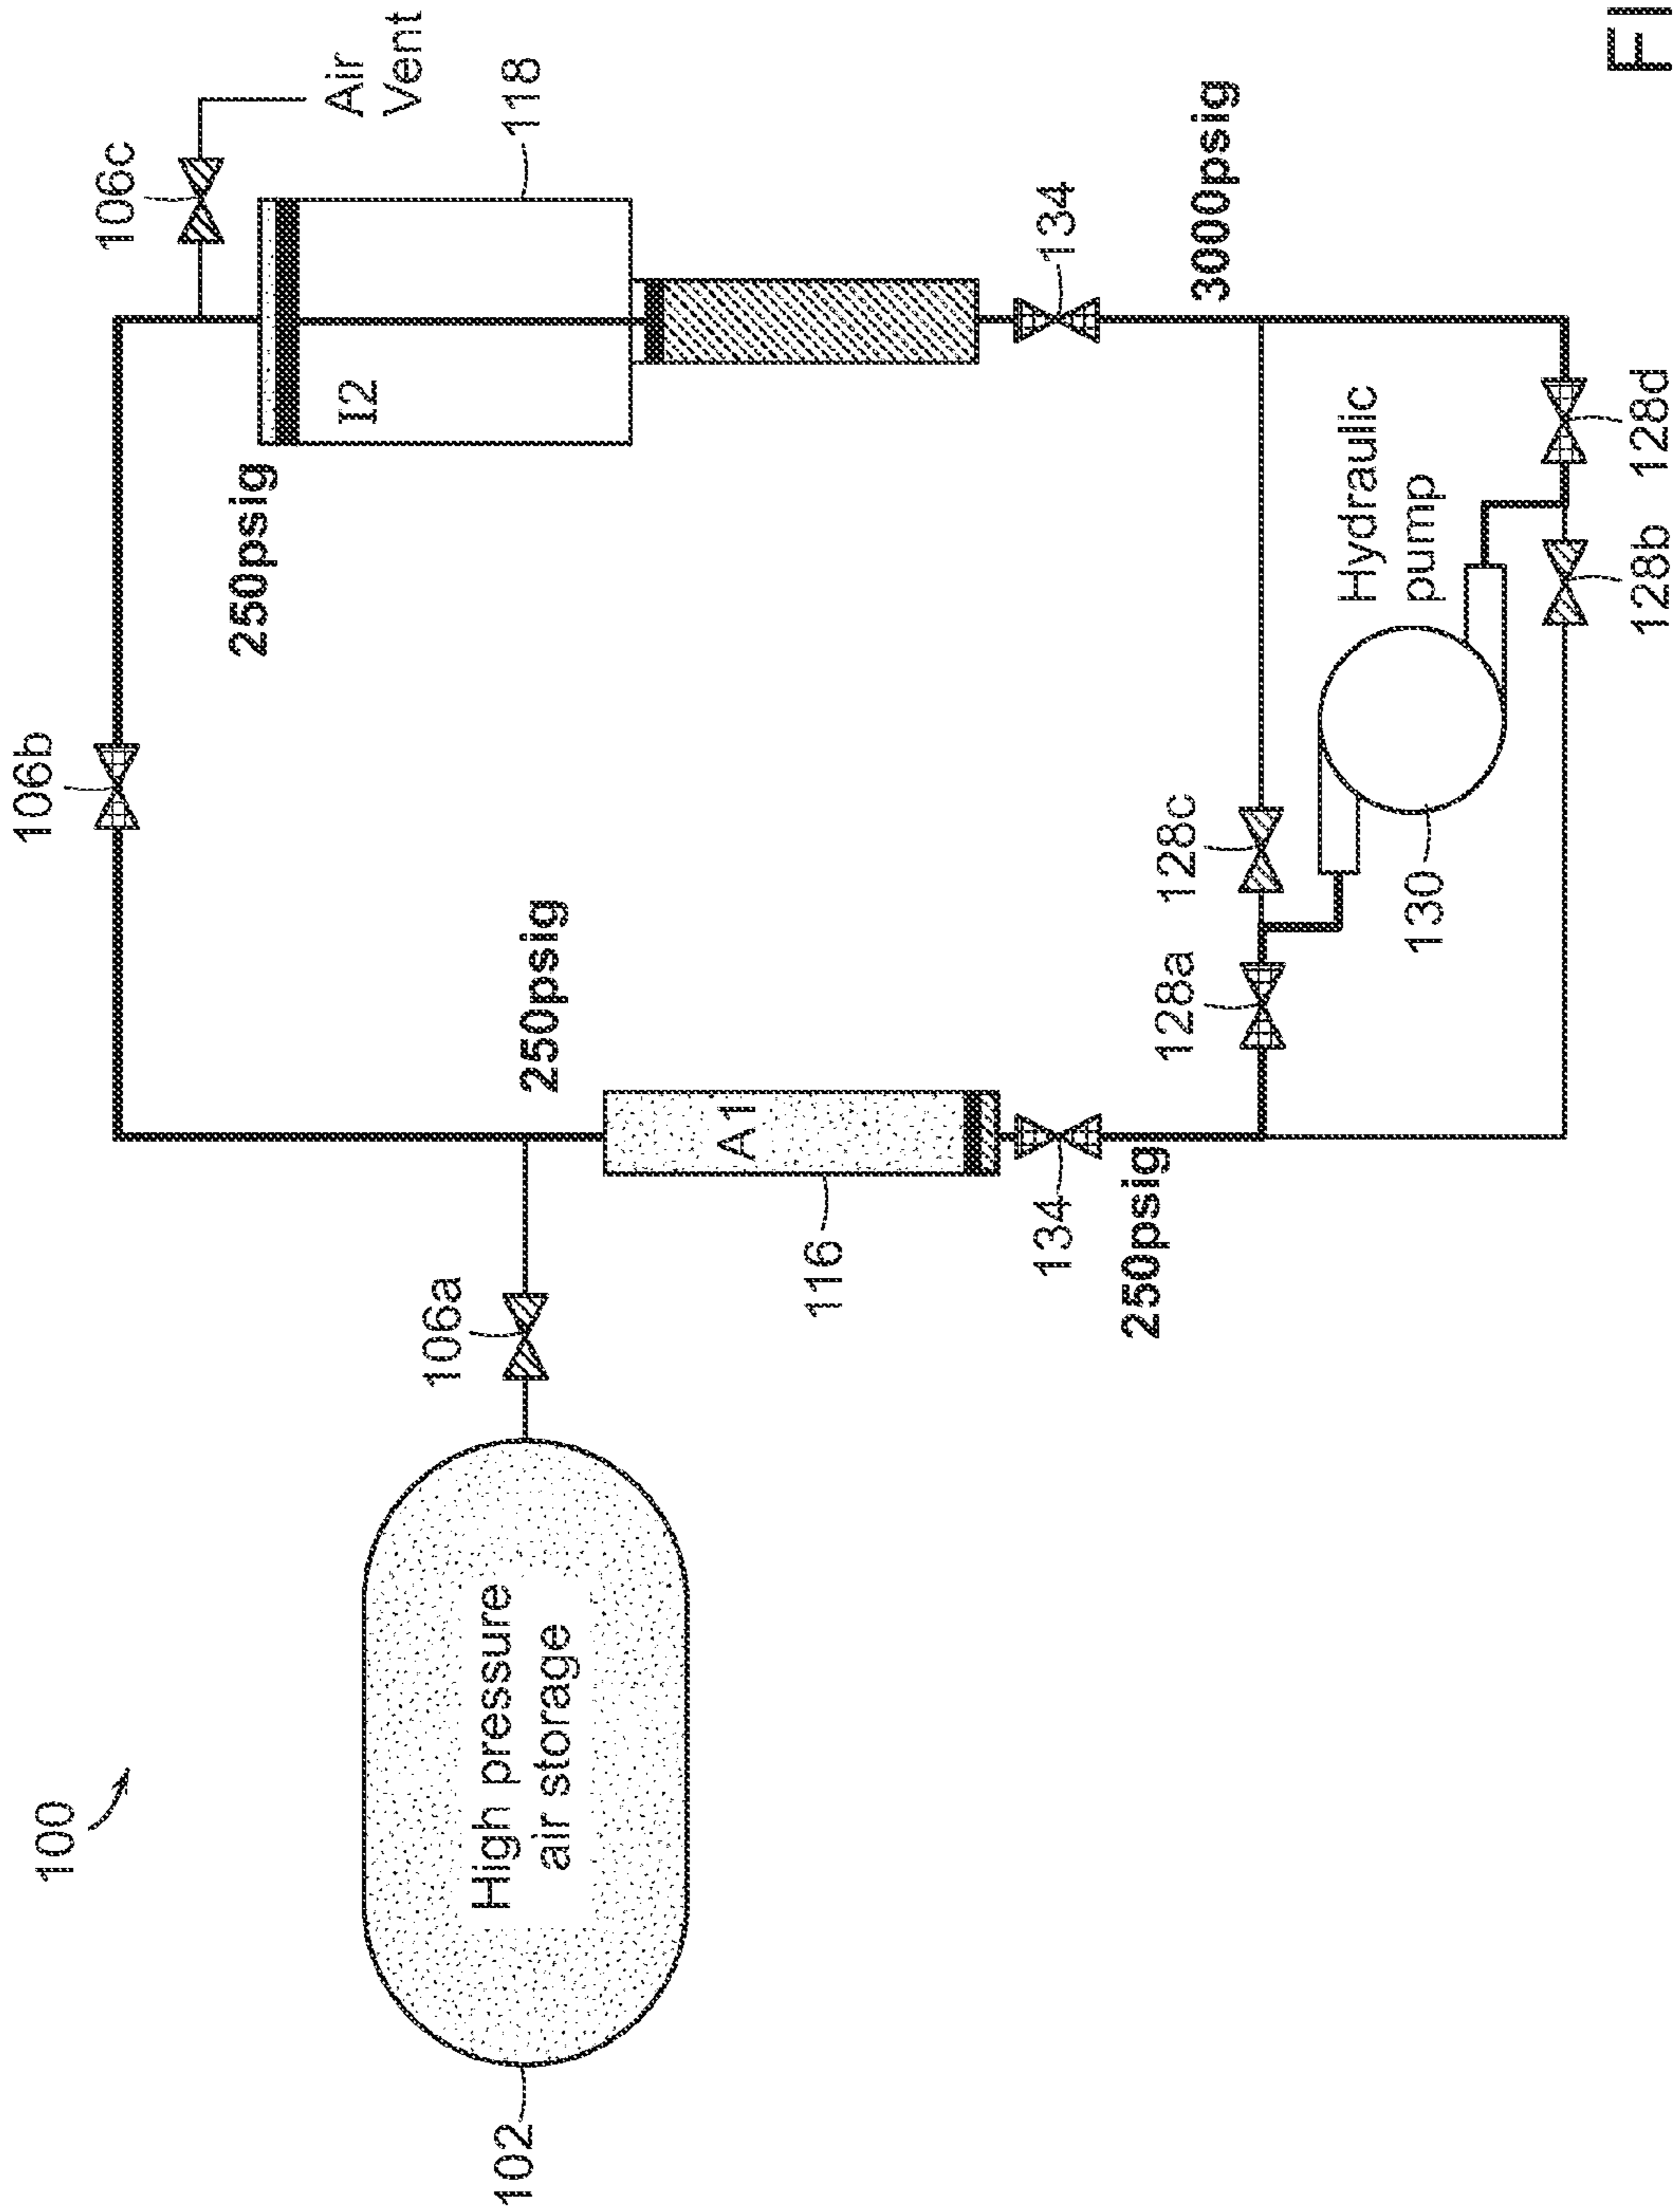 100
102
High pressure
air storage
106a
106b
106c
Air
Vent
250psig
250psig
116
A1
I2
118
134
134
250psig
3000psig
128a
128c
Hydraulic
pump
130
128b
128d
FI